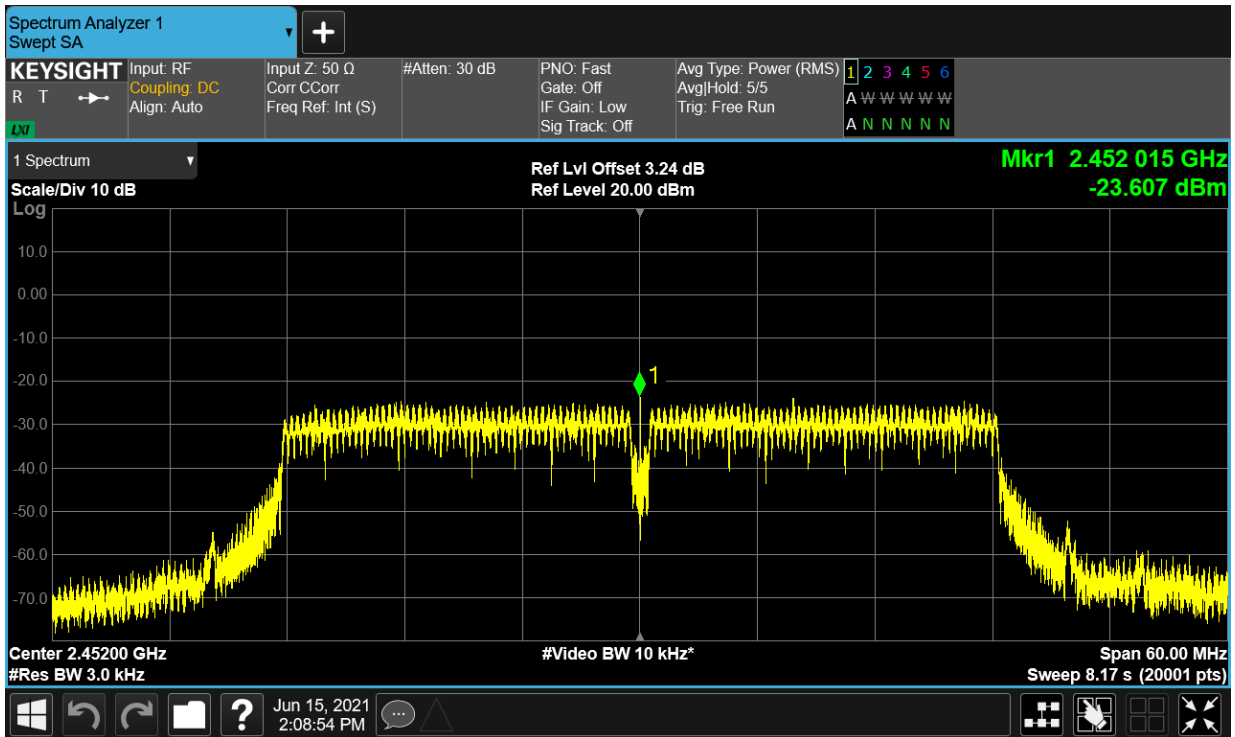 Spectrum Analyzer 1
Swept SA
+
KEYSIGHT
R T
LXI
Input: RF
Coupling: DC
Align: Auto
Input Z: 50 Ω
Corr CCorr
Freq Ref: Int (S)
#Atten: 30 dB
PNO: Fast
Gate: Off
IF Gain: Low
Sig Track: Off
Avg Type: Power (RMS)
Avg|Hold: 5/5
Trig: Free Run
1 2 3 4 5 6
A W W W W W
A N N N N N
1 Spectrum
Scale/Div 10 dB
Log
Ref Lvl Offset 3.24 dB
Ref Level 20.00 dBm
Mkr1 2.452 015 GHz
-23.607 dBm
10.0
0.00
-10.0
-20.0
-30.0
-40.0
-50.0
-60.0
-70.0
1
Center 2.45200 GHz
#Res BW 3.0 kHz
#Video BW 10 kHz*
Span 60.00 MHz
Sweep 8.17 s (20001 pts)
?
Jun 15, 2021
2:08:54 PM